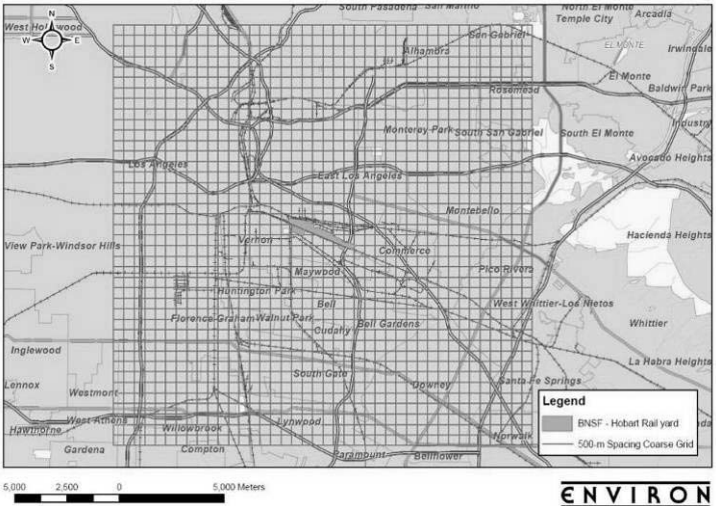 South Pasadena San Marino North El Monte
Temple City Arcadia
West Hollywood
N
W E
S
San Gabriel
Alhambra
EL MONTE
Irwindale
El Monte
Rosemead
Baldwin Park
Industry
Monterey Park South San Gabriel South El Monte
Los Angeles
Avocado Heights
East Los Angeles
Montebello
View Park-Windsor Hills
Vernon
Commerce
Hacienda Heights
Maywood
Pico Rivera
Huntington Park
Bell
West Whittier-Los Nietos
Florence-Graham Walnut Park
Cudahy Bell Gardens
Whittier
Inglewood
South Gate
La Habra Heights
Lennox
Westmont
Downey
Santa Fe Springs
Legend
BNSF - Hobart Rail yard
500-m Spacing Coarse Grid
West Athens
Hawthorne
Willowbrook
Lynwood
Norwalk
Gardena
Compton
Paramount
Bellflower
5,000 2,500 0 5,000 Meters
ENVIRON